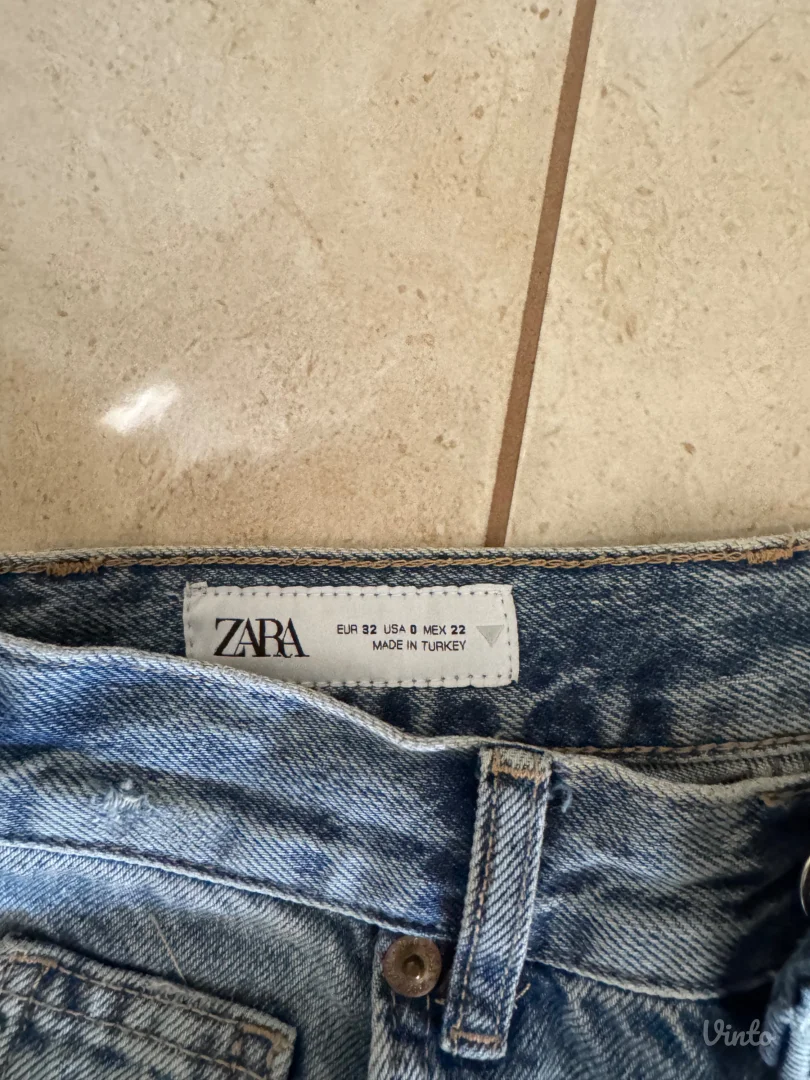 ZARA
EUR 32 USA 0 MEX 22
MADE IN TURKEY
Vinto